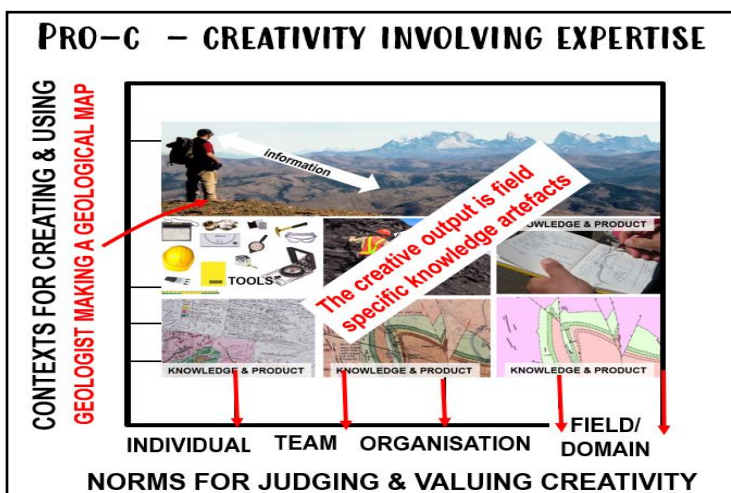 PRO-C - CREATIVITY INVOLVING EXPERTISE
CONTEXTS FOR CREATING & USING
GEOLOGIST MAKING A GEOLOGICAL MAP
information
The creative output is field
specific knowledge artefacts
KNOWLEDGE & PRODUCT
TOOLS
KNOWLEDGE & PRODUCT
KNOWLEDGE & PRODUCT
KNOWLEDGE & PRODUCT
INDIVIDUAL
TEAM
ORGANISATION
FIELD/
DOMAIN
NORMS FOR JUDGING & VALUING CREATIVITY